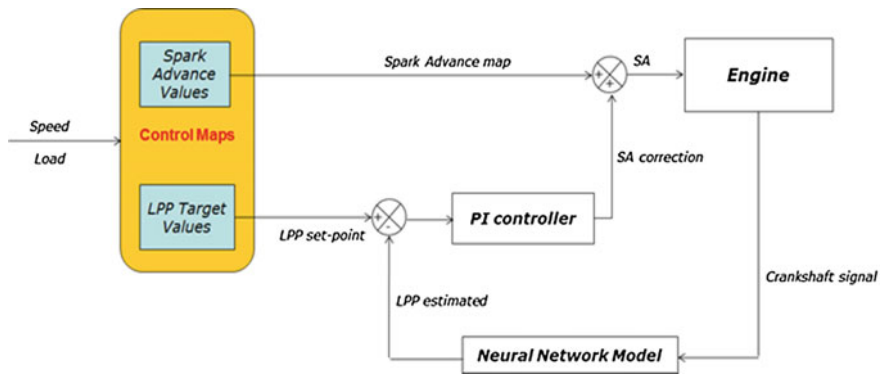 Spark
Advance
Values
Spark Advance map
+
+
SA
Engine
Speed
Control Maps
Load
SA correction
LPP Target
Values
LPP set-point
+
-
PI controller
Crankshaft signal
LPP estimated
Neural Network Model